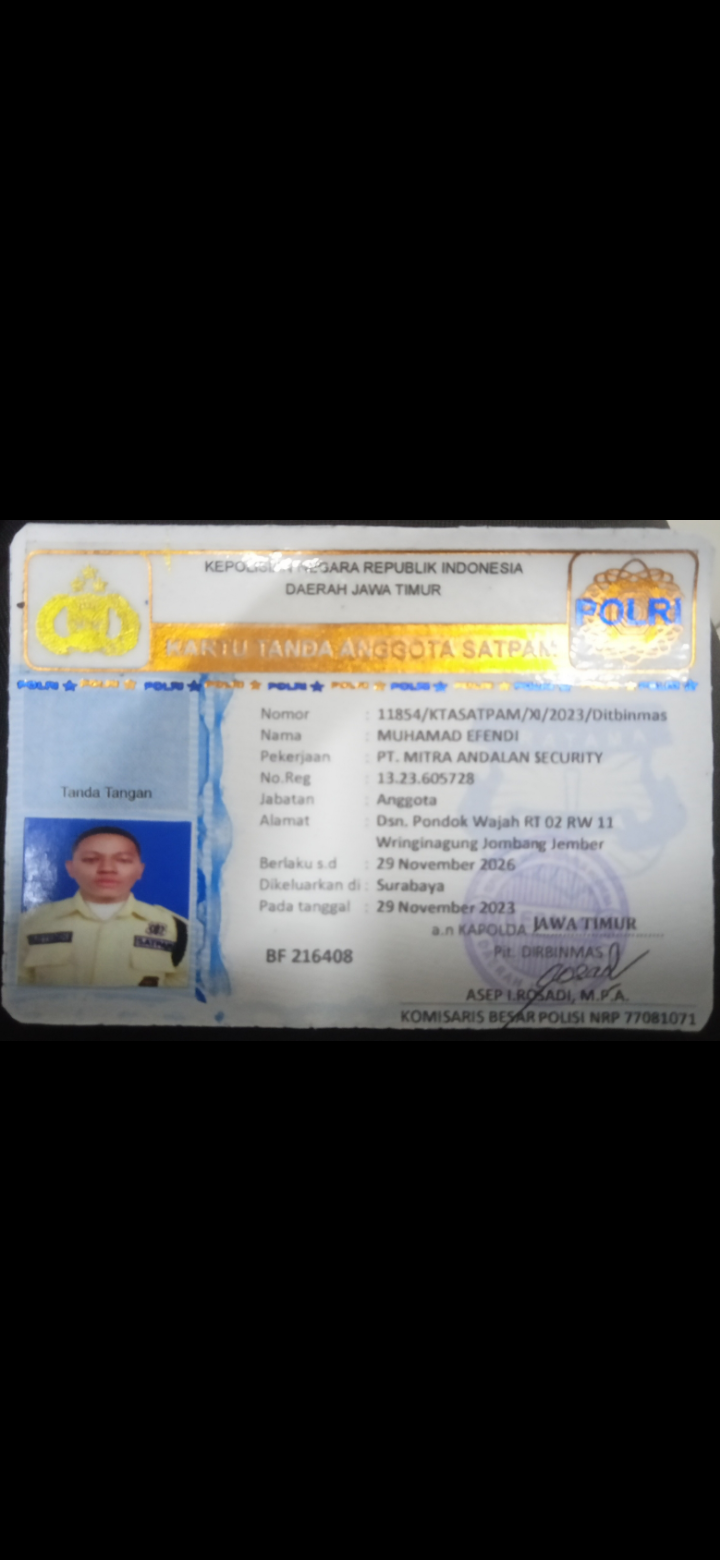 KEPOLISIAN NEGARA REPUBLIK INDONESIA
DAERAH JAWA TIMUR
POLRI
KARTU TANDA ANGGOTA SATPAM
POLRI POLRI POLRI POLRI POLRI POLRI POLRI POLRI POLRI POLRI POLRI
Nomor : 11854/KTASATPAM/XI/2023/Ditbinmas
Nama : MUHAMAD EFENDI
Pekerjaan : PT. MITRA ANDALAN SECURITY
No.Reg : 13.23.605728
Jabatan : Anggota
Tanda Tangan
Alamat : Dsn. Pondok Wajah RT 02 RW 11
Wringinagung Jombang Jember
Berlaku s.d : 29 November 2026
Dikeluarkan di : Surabaya
Pada tanggal : 29 November 2023
a.n KAPOLDA JAWA TIMUR
SATPAM
BF 216408
Plt. DIRBINMAS
ASEP I.ROSADI, M.P.A.
KOMISARIS BESAR POLISI NRP 77081071